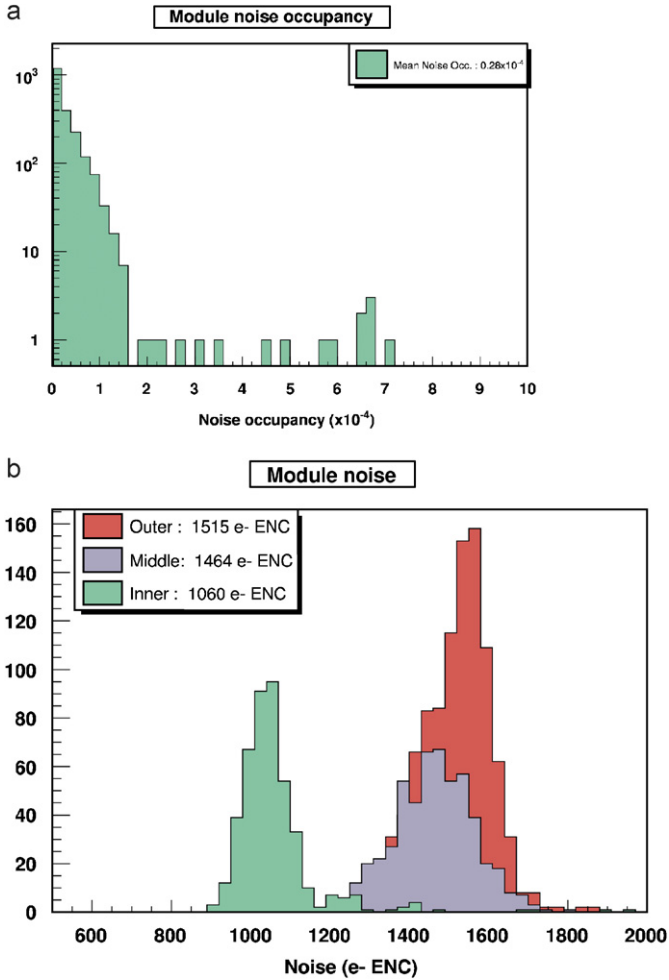 a
Module noise occupancy
Mean Noise Occ. : 0.28x10-4
10³
10²
10
1
0 1 2 3 4 5 6 7 8 9 10
Noise occupancy (x10-4)
b
Module noise
Outer : 1515 e- ENC
Middle: 1464 e- ENC
Inner : 1060 e- ENC
160
140
120
100
80
60
40
20
0
600 800 1000 1200 1400 1600 1800 2000
Noise (e- ENC)